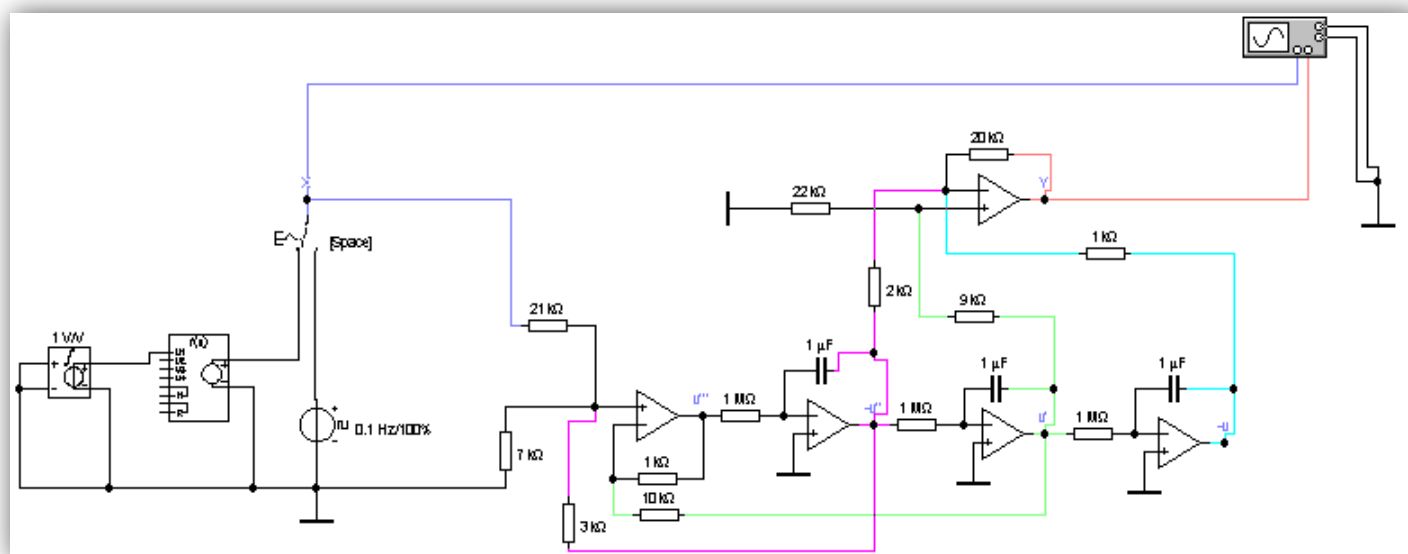 20 kΩ
Y
22 kΩ
X
[Space]
1 kΩ
2 kΩ
21 kΩ
9 kΩ
1 V/V
f(u)
1 µF
1 µF
1 µF
u'''
1 MΩ
-u''
1 MΩ
u'
1 MΩ
-u
0.1 Hz/100%
7 kΩ
1 kΩ
10 kΩ
3 kΩ